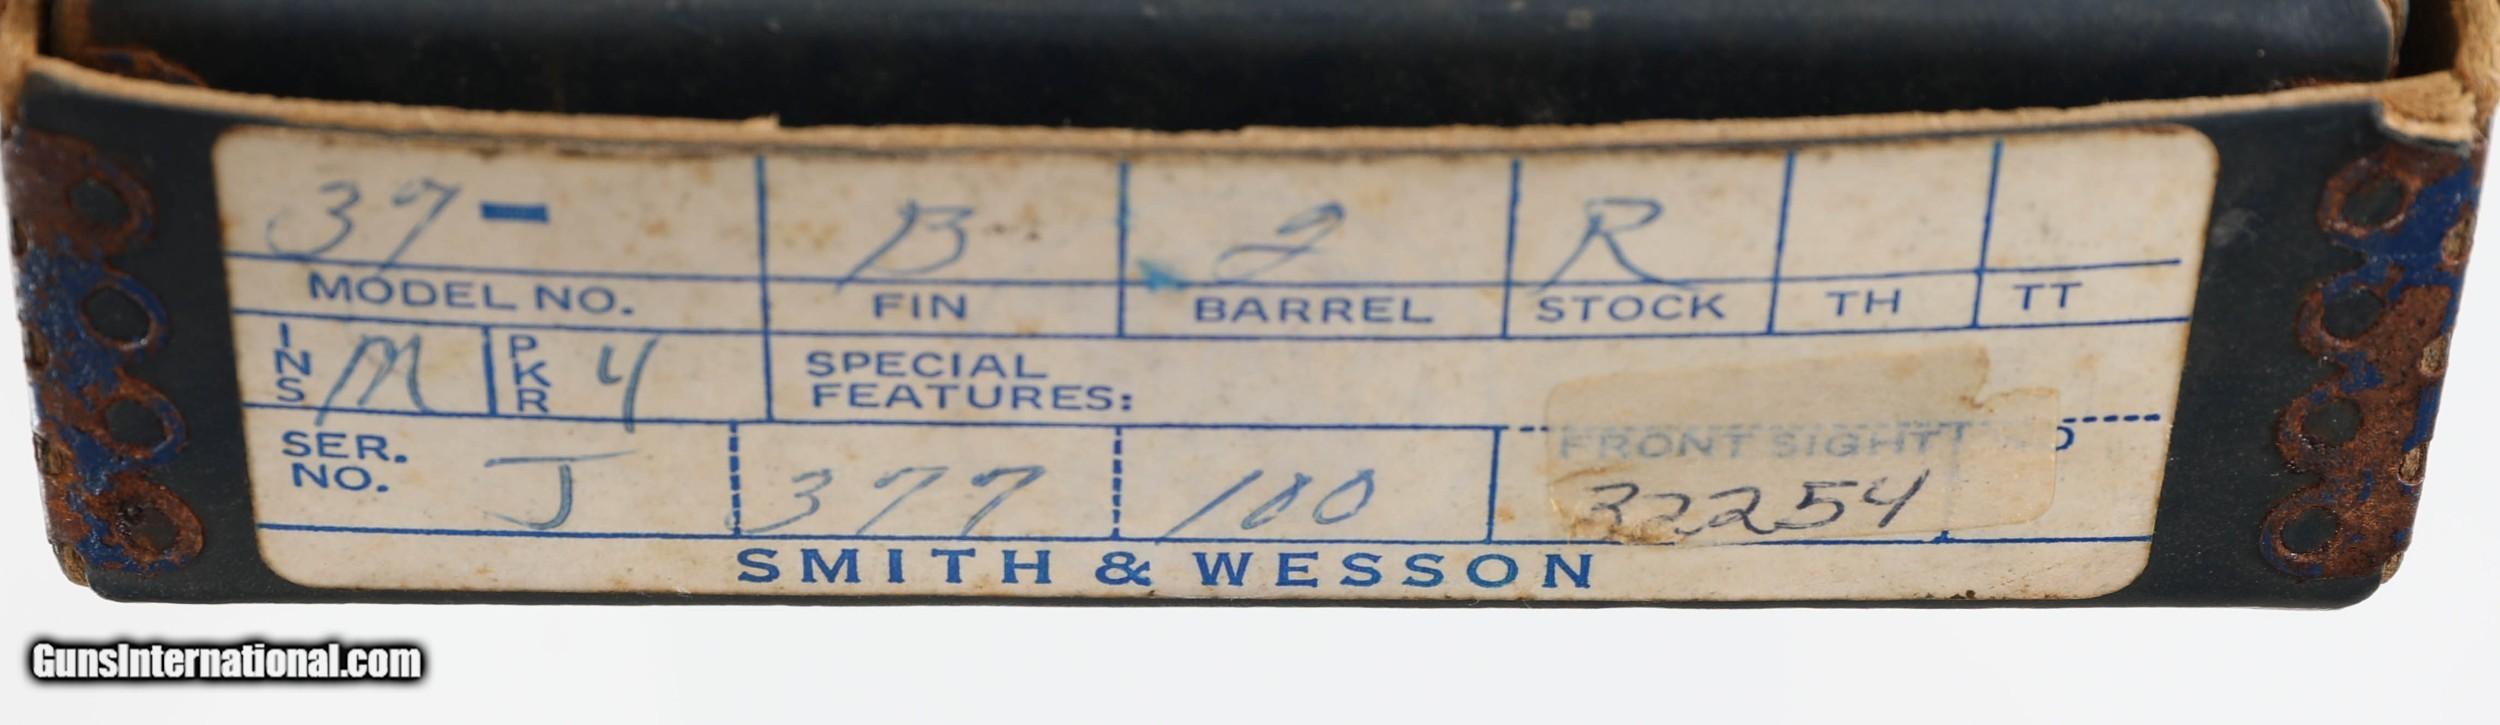 37- B 2 R
MODEL NO. FIN BARREL STOCK TH TT
INS M PKR 4 SPECIAL
FEATURES:
FRONT SIGHT
SER.
NO. J 377 100 32254
SMITH & WESSON
GunsInternational.com